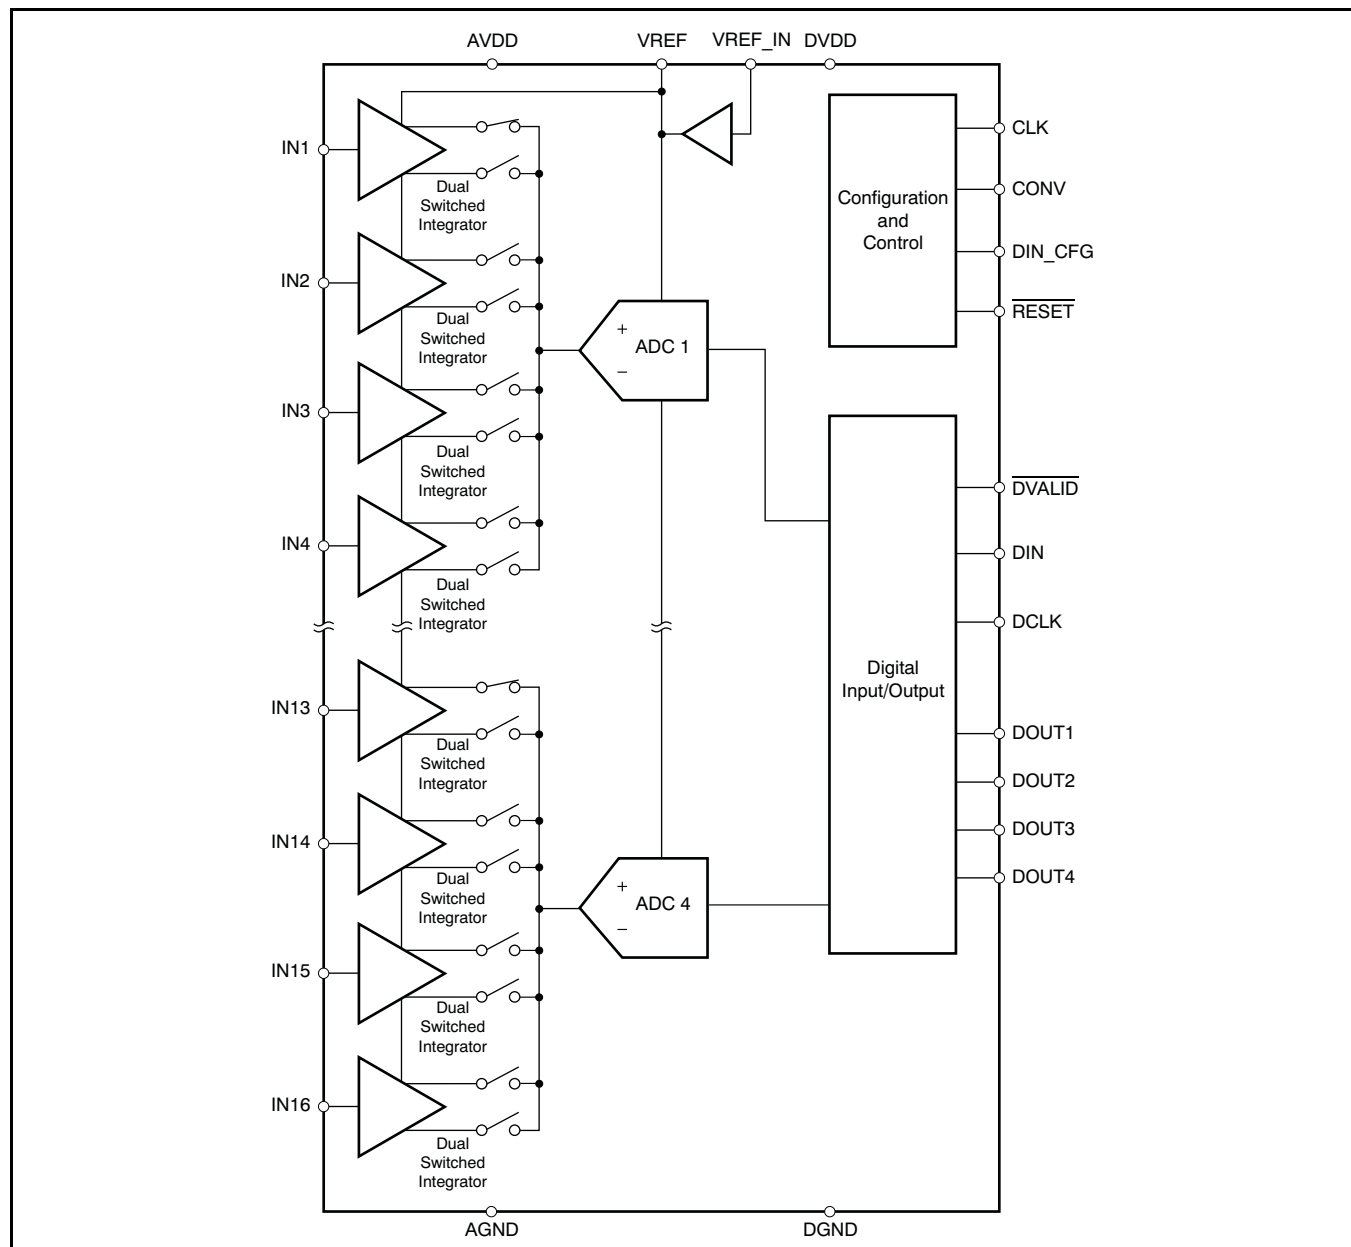 AVDD
VREF
VREF_IN
DVDD
IN1
Dual
Switched
Integrator
IN2
Dual
Switched
Integrator
IN3
Dual
Switched
Integrator
IN4
Dual
Switched
Integrator
IN13
Dual
Switched
Integrator
IN14
Dual
Switched
Integrator
IN15
Dual
Switched
Integrator
IN16
Dual
Switched
Integrator
+
ADC 1
−
+
ADC 4
−
Configuration
and
Control
CLK
CONV
DIN_CFG
RESET
Digital
Input/Output
DVALID
DIN
DCLK
DOUT1
DOUT2
DOUT3
DOUT4
AGND
DGND